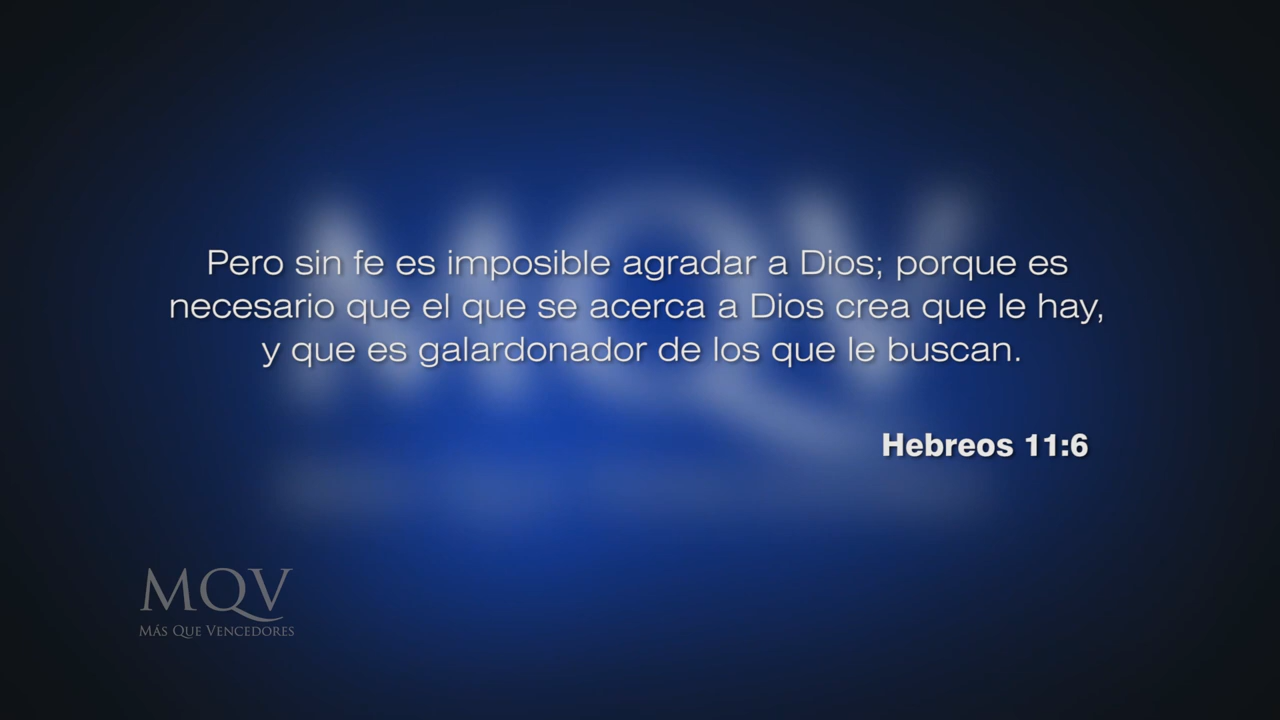 Pero sin fe es imposible agradar a Dios; porque es
necesario que el que se acerca a Dios crea que le hay,
y que es galardonador de los que le buscan.
Hebreos 11:6
MQV
MÁS QUE VENCEDORES